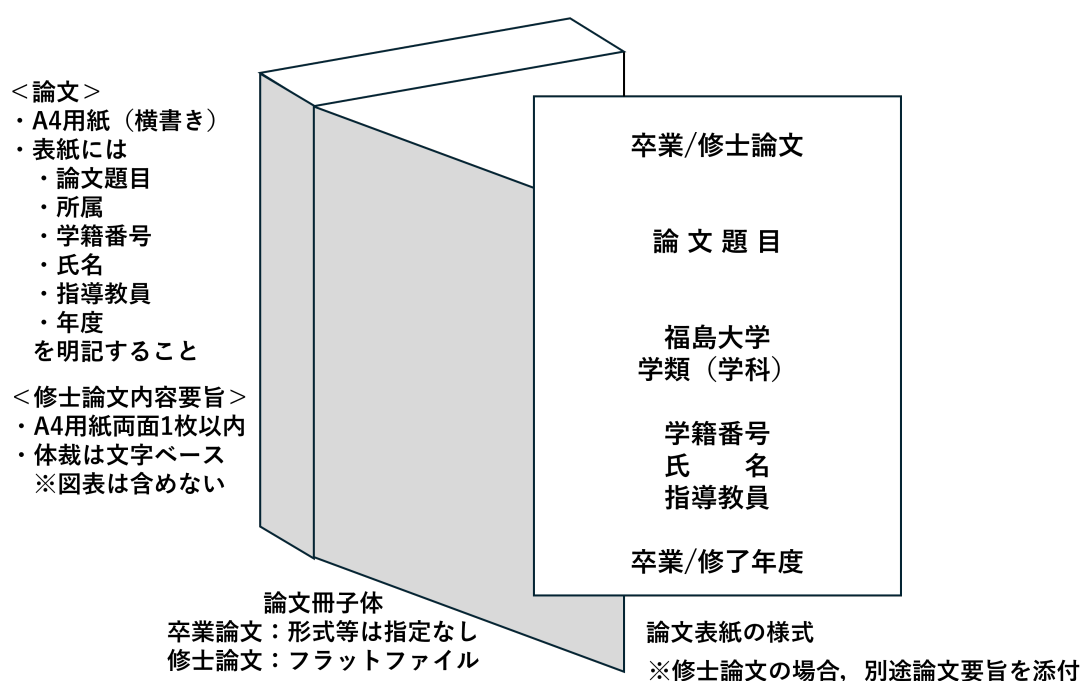 ＜論文＞
・A4用紙（横書き）
・表紙には
・論文題目
・所属
・学籍番号
・氏名
・指導教員
・年度
を明記すること
＜修士論文内容要旨＞
・A4用紙両面1枚以内
・体裁は文字ベース
※図表は含めない
論文冊子体
卒業論文：形式等は指定なし
修士論文：フラットファイル
卒業/修士論文
論 文 題 目
福島大学
学類（学科）
学籍番号
氏　　名
指導教員
卒業/修了年度
論文表紙の様式
※修士論文の場合，別途論文要旨を添付